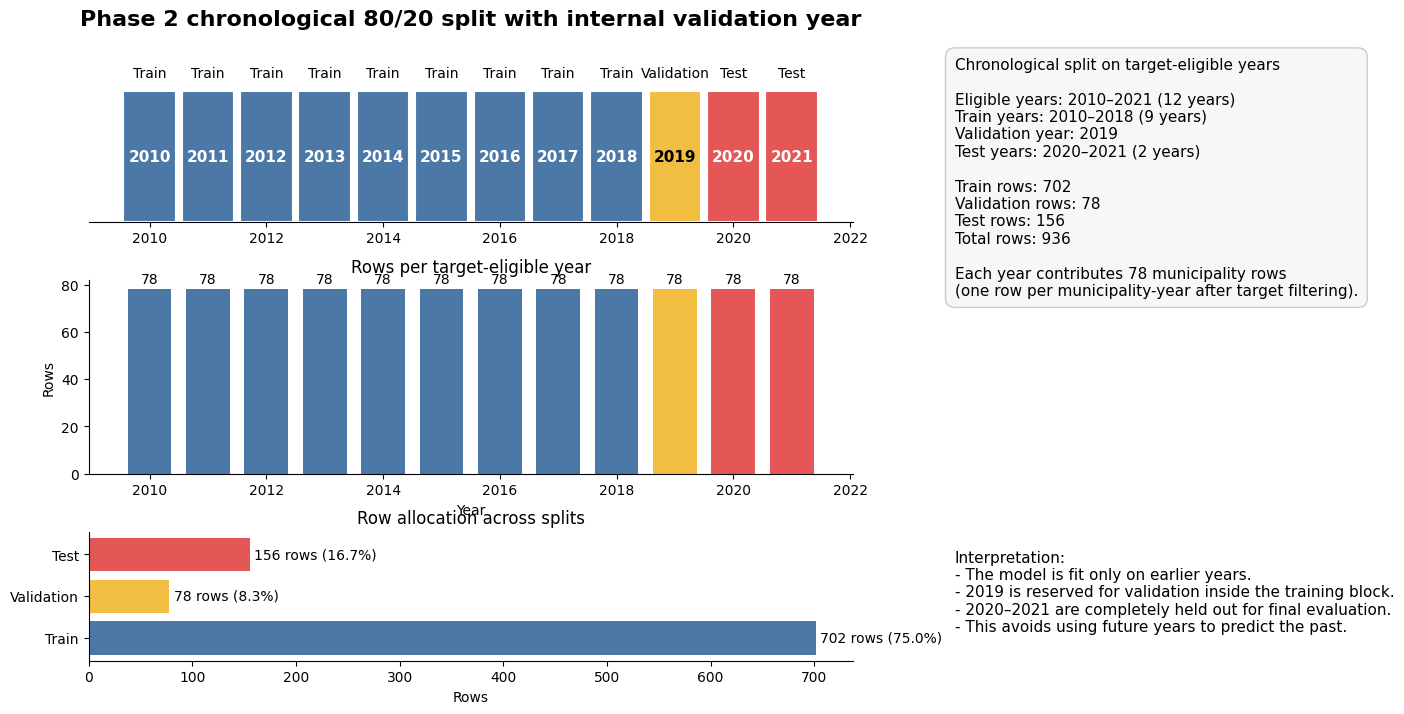 Phase 2 chronological 80/20 split with internal validation year
Train Train Train Train Train Train Train Train Train Validation Test Test
2010 2011 2012 2013 2014 2015 2016 2017 2018 2019 2020 2021
2010 2012 2014 2016 2018 2020 2022
Rows per target-eligible year
78 78 78 78 78 78 78 78 78 78 78 78
80
60
40
20
0
Rows
2010 2012 2014 2016 2018 2020 2022
Year
Row allocation across splits
Test 156 rows (16.7%)
Validation 78 rows (8.3%)
Train 702 rows (75.0%)
0 100 200 300 400 500 600 700
Rows
Chronological split on target-eligible years
Eligible years: 2010–2021 (12 years)
Train years: 2010–2018 (9 years)
Validation year: 2019
Test years: 2020–2021 (2 years)
Train rows: 702
Validation rows: 78
Test rows: 156
Total rows: 936
Each year contributes 78 municipality rows
(one row per municipality-year after target filtering).
Interpretation:
- The model is fit only on earlier years.
- 2019 is reserved for validation inside the training block.
- 2020–2021 are completely held out for final evaluation.
- This avoids using future years to predict the past.